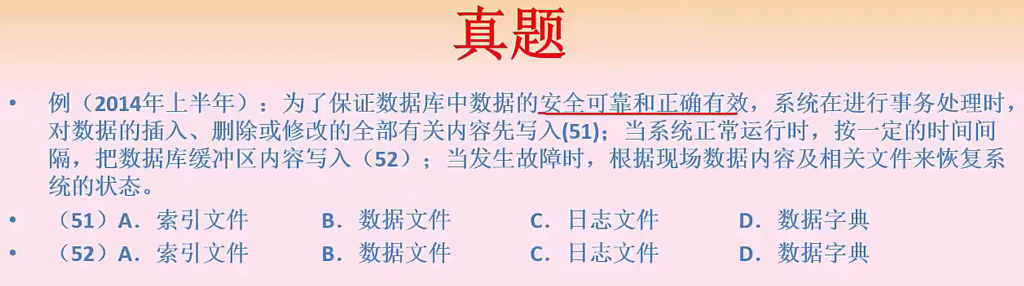 真题
• 例（2014年上半年）：为了保证数据库中数据的安全可靠和正确有效，系统在进行事务处理时，
对数据的插入、删除或修改的全部有关内容先写入(51)；当系统正常运行时，按一定的时间间
隔，把数据库缓冲区内容写入（52）；当发生故障时，根据现场数据内容及相关文件来恢复系
统的状态。
• （51）A．索引文件 B．数据文件 C．日志文件 D．数据字典
• （52）A．索引文件 B．数据文件 C．日志文件 D．数据字典